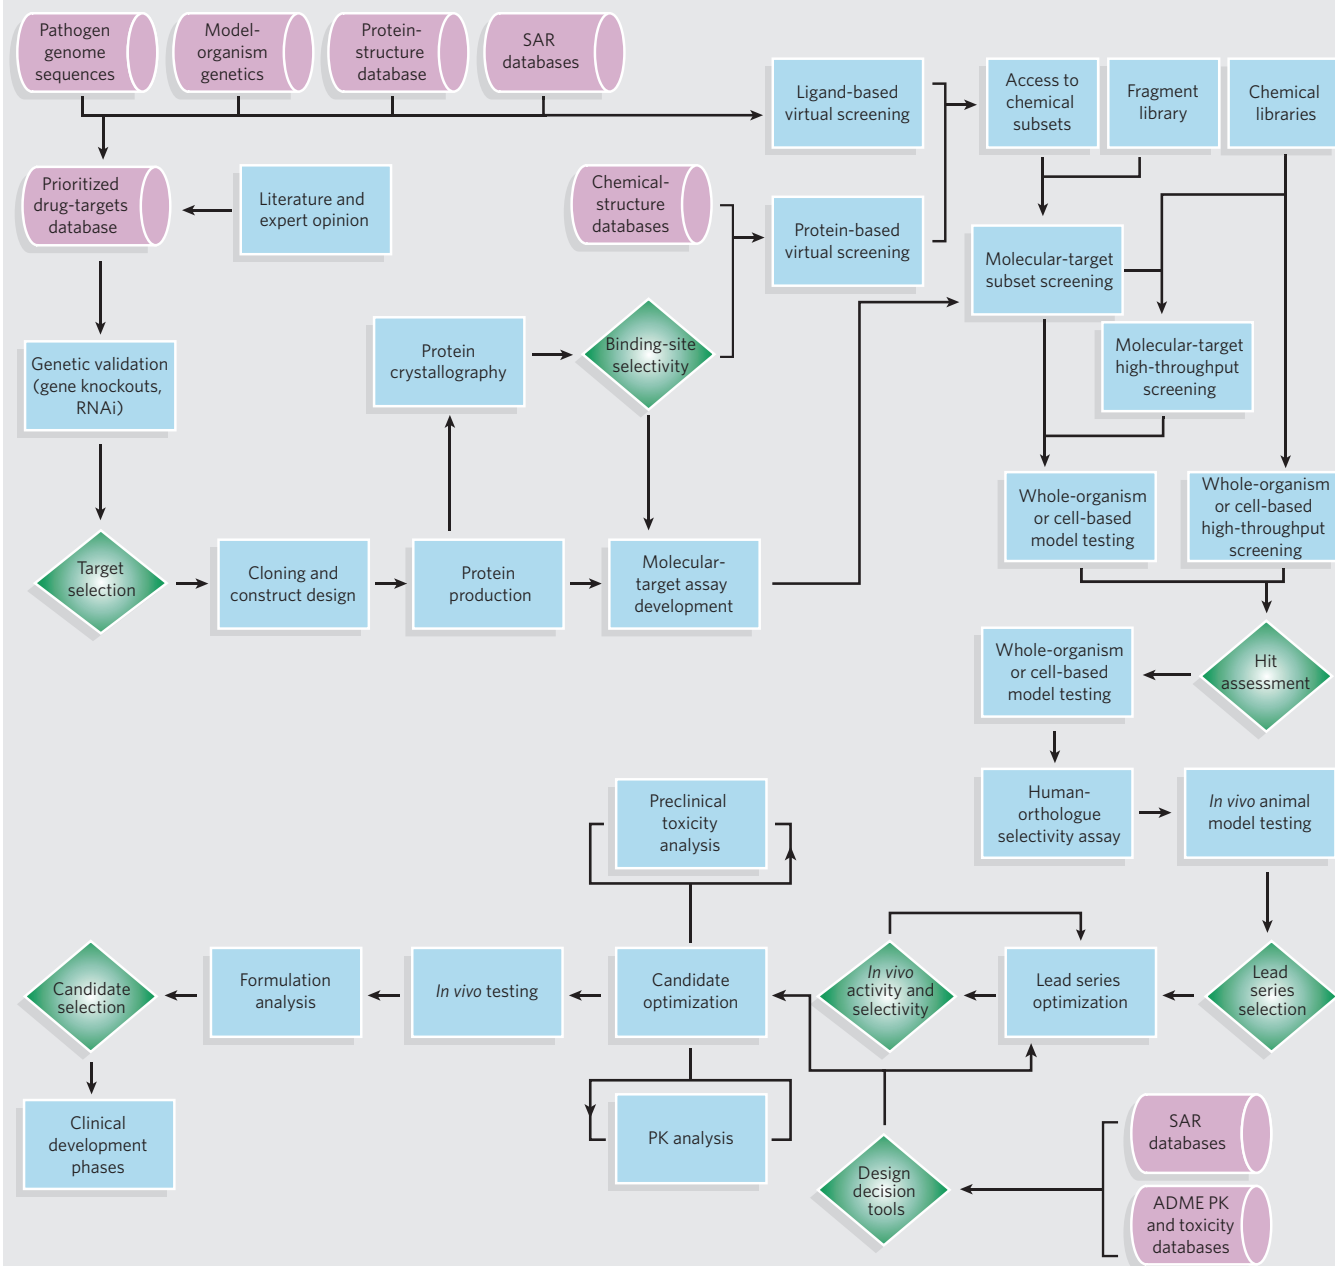 Pathogen
genome
sequences
Model-
organism
genetics
Protein-
structure
database
SAR
databases
Ligand-based
virtual screening
Access to
chemical
subsets
Fragment
library
Chemical
libraries
Prioritized
drug-targets
database
Literature and
expert opinion
Chemical-
structure
databases
Protein-based
virtual screening
Molecular-target
subset screening
Genetic validation
(gene knockouts,
RNAi)
Protein
crystallography
Binding-site
selectivity
Molecular-target
high-throughput
screening
Target
selection
Cloning and
construct design
Protein
production
Molecular-
target assay
development
Whole-organism
or cell-based
model testing
Whole-organism
or cell-based
high-throughput
screening
Whole-organism
or cell-based
model testing
Hit
assessment
Human-
orthologue
selectivity assay
In vivo animal
model testing
Preclinical
toxicity
analysis
Candidate
selection
Formulation
analysis
In vivo testing
Candidate
optimization
In vivo
activity and
selectivity
Lead series
optimization
Lead
series
selection
Clinical
development
phases
PK analysis
Design
decision
tools
SAR
databases
ADME PK
and toxicity
databases